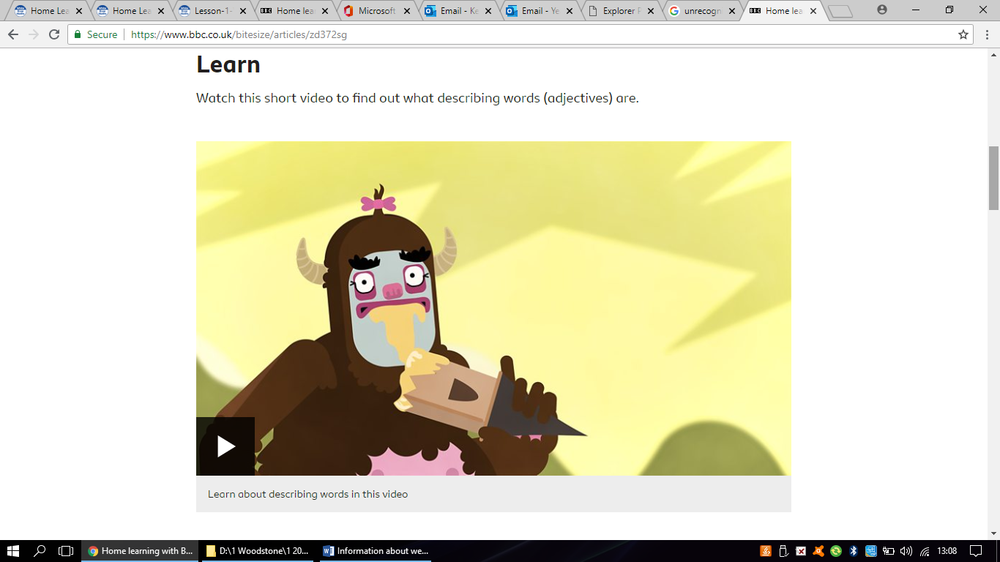 Home Lea
Home Lea
Lesson-1-
BBC Home lear
Microsoft
Email - Ke
Email - Ye
Explorer P
unrecogn
BBC Home lea
Secure https://www.bbc.co.uk/bitesize/articles/zd372sg
Learn
Watch this short video to find out what describing words (adjectives) are.
Learn about describing words in this video
Home learning with B...
D:\1 Woodstone\1 20...
Information about we...
13:08